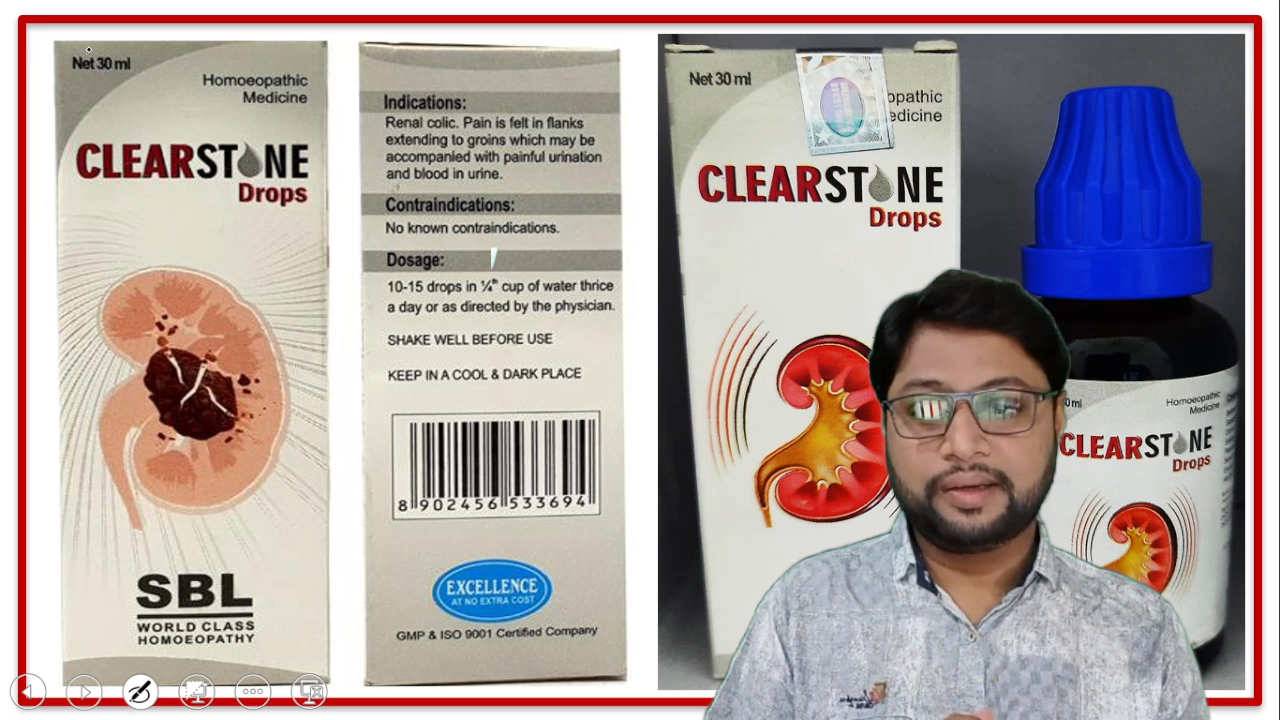 Net 30 ml
Homoeopathic
Medicine
CLEARSTONE
Drops
SBL
WORLD CLASS
HOMOEOPATHY
Indications:
Renal colic. Pain is felt in flanks
extending to groins which may be
accompanied with painful urination
and blood in urine.
Contraindications:
No known contraindications.
Dosage:
10-15 drops in ¼th cup of water thrice
a day or as directed by the physician.
SHAKE WELL BEFORE USE
KEEP IN A COOL & DARK PLACE
8 902456 533694
EXCELLENCE
AT NO EXTRA COST
GMP & ISO 9001 Certified Company
Net 30 ml
opathic
edicine
CLEARSTONE
Drops
0 ml
Homoeopathic
Medicine
CLEARSTONE
Drops